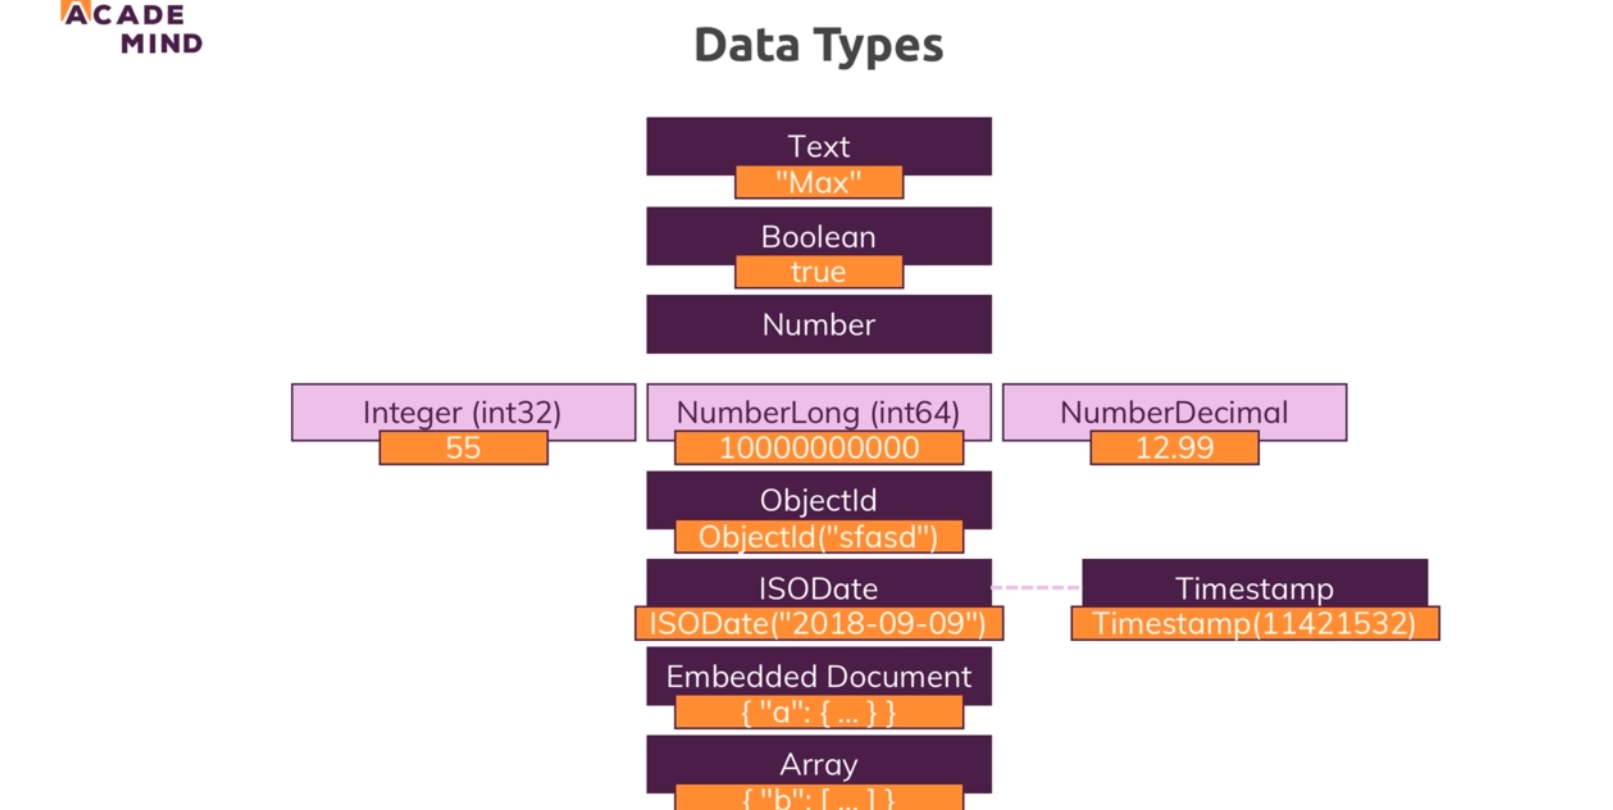 ACADE
MIND
Data Types
Text
"Max"
Boolean
true
Number
Integer (int32)
55
NumberLong (int64)
10000000000
NumberDecimal
12.99
ObjectId
ObjectId("sfasd")
ISODate
ISODate("2018-09-09")
Timestamp
Timestamp(11421532)
Embedded Document
{ "a": { ... } }
Array
{ "b": [ ... ] }